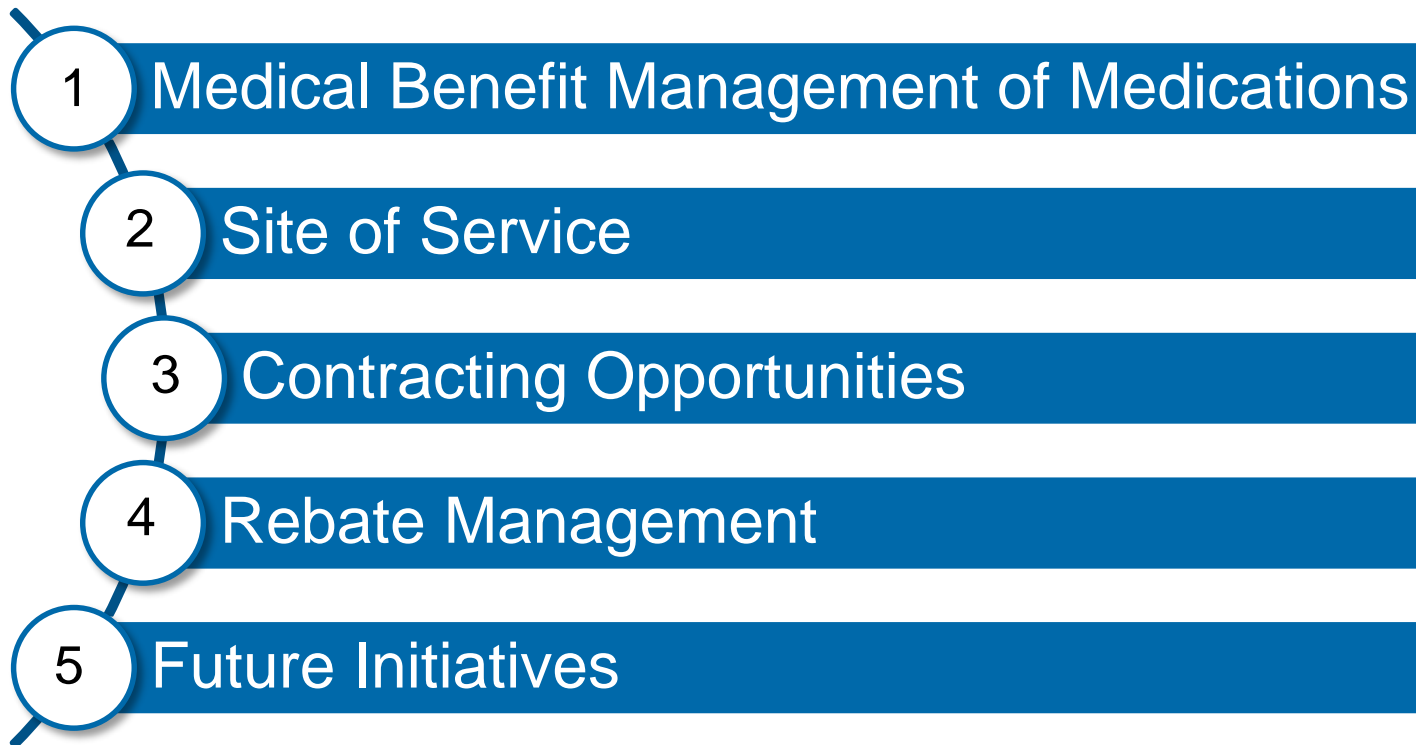 1 Medical Benefit Management of Medications
2 Site of Service
3 Contracting Opportunities
4 Rebate Management
5 Future Initiatives